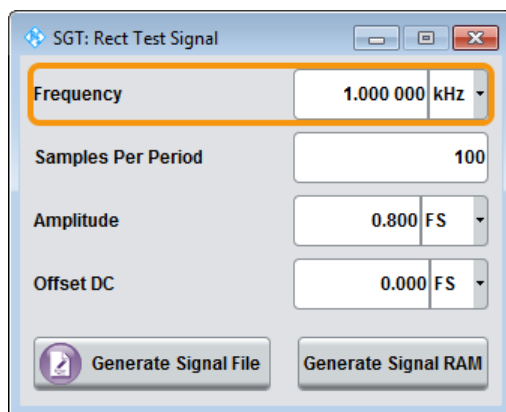 SGT: Rect Test Signal
Frequency 1.000 000 kHz
Samples Per Period 100
Amplitude 0.800 FS
Offset DC 0.000 FS
Generate Signal File Generate Signal RAM